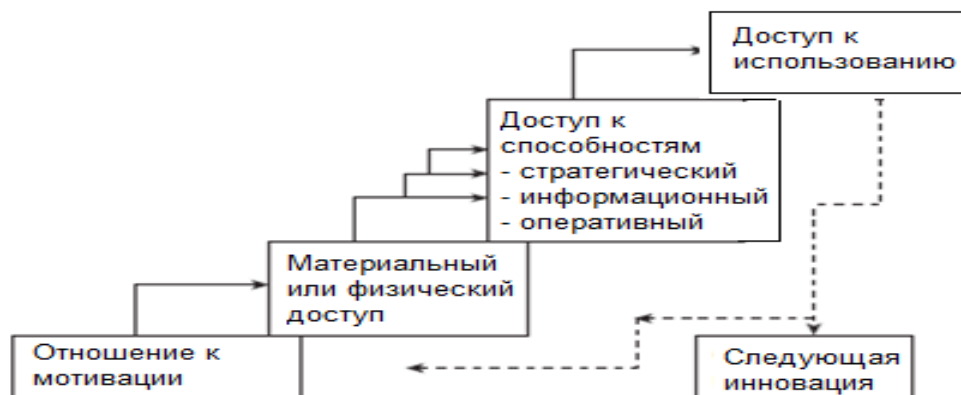 Доступ к
использованию
Доступ к
способностям
- стратегический
- информационный
- оперативный
Материальный
или физический
доступ
Отношение к
мотивации
Следующая
инновация